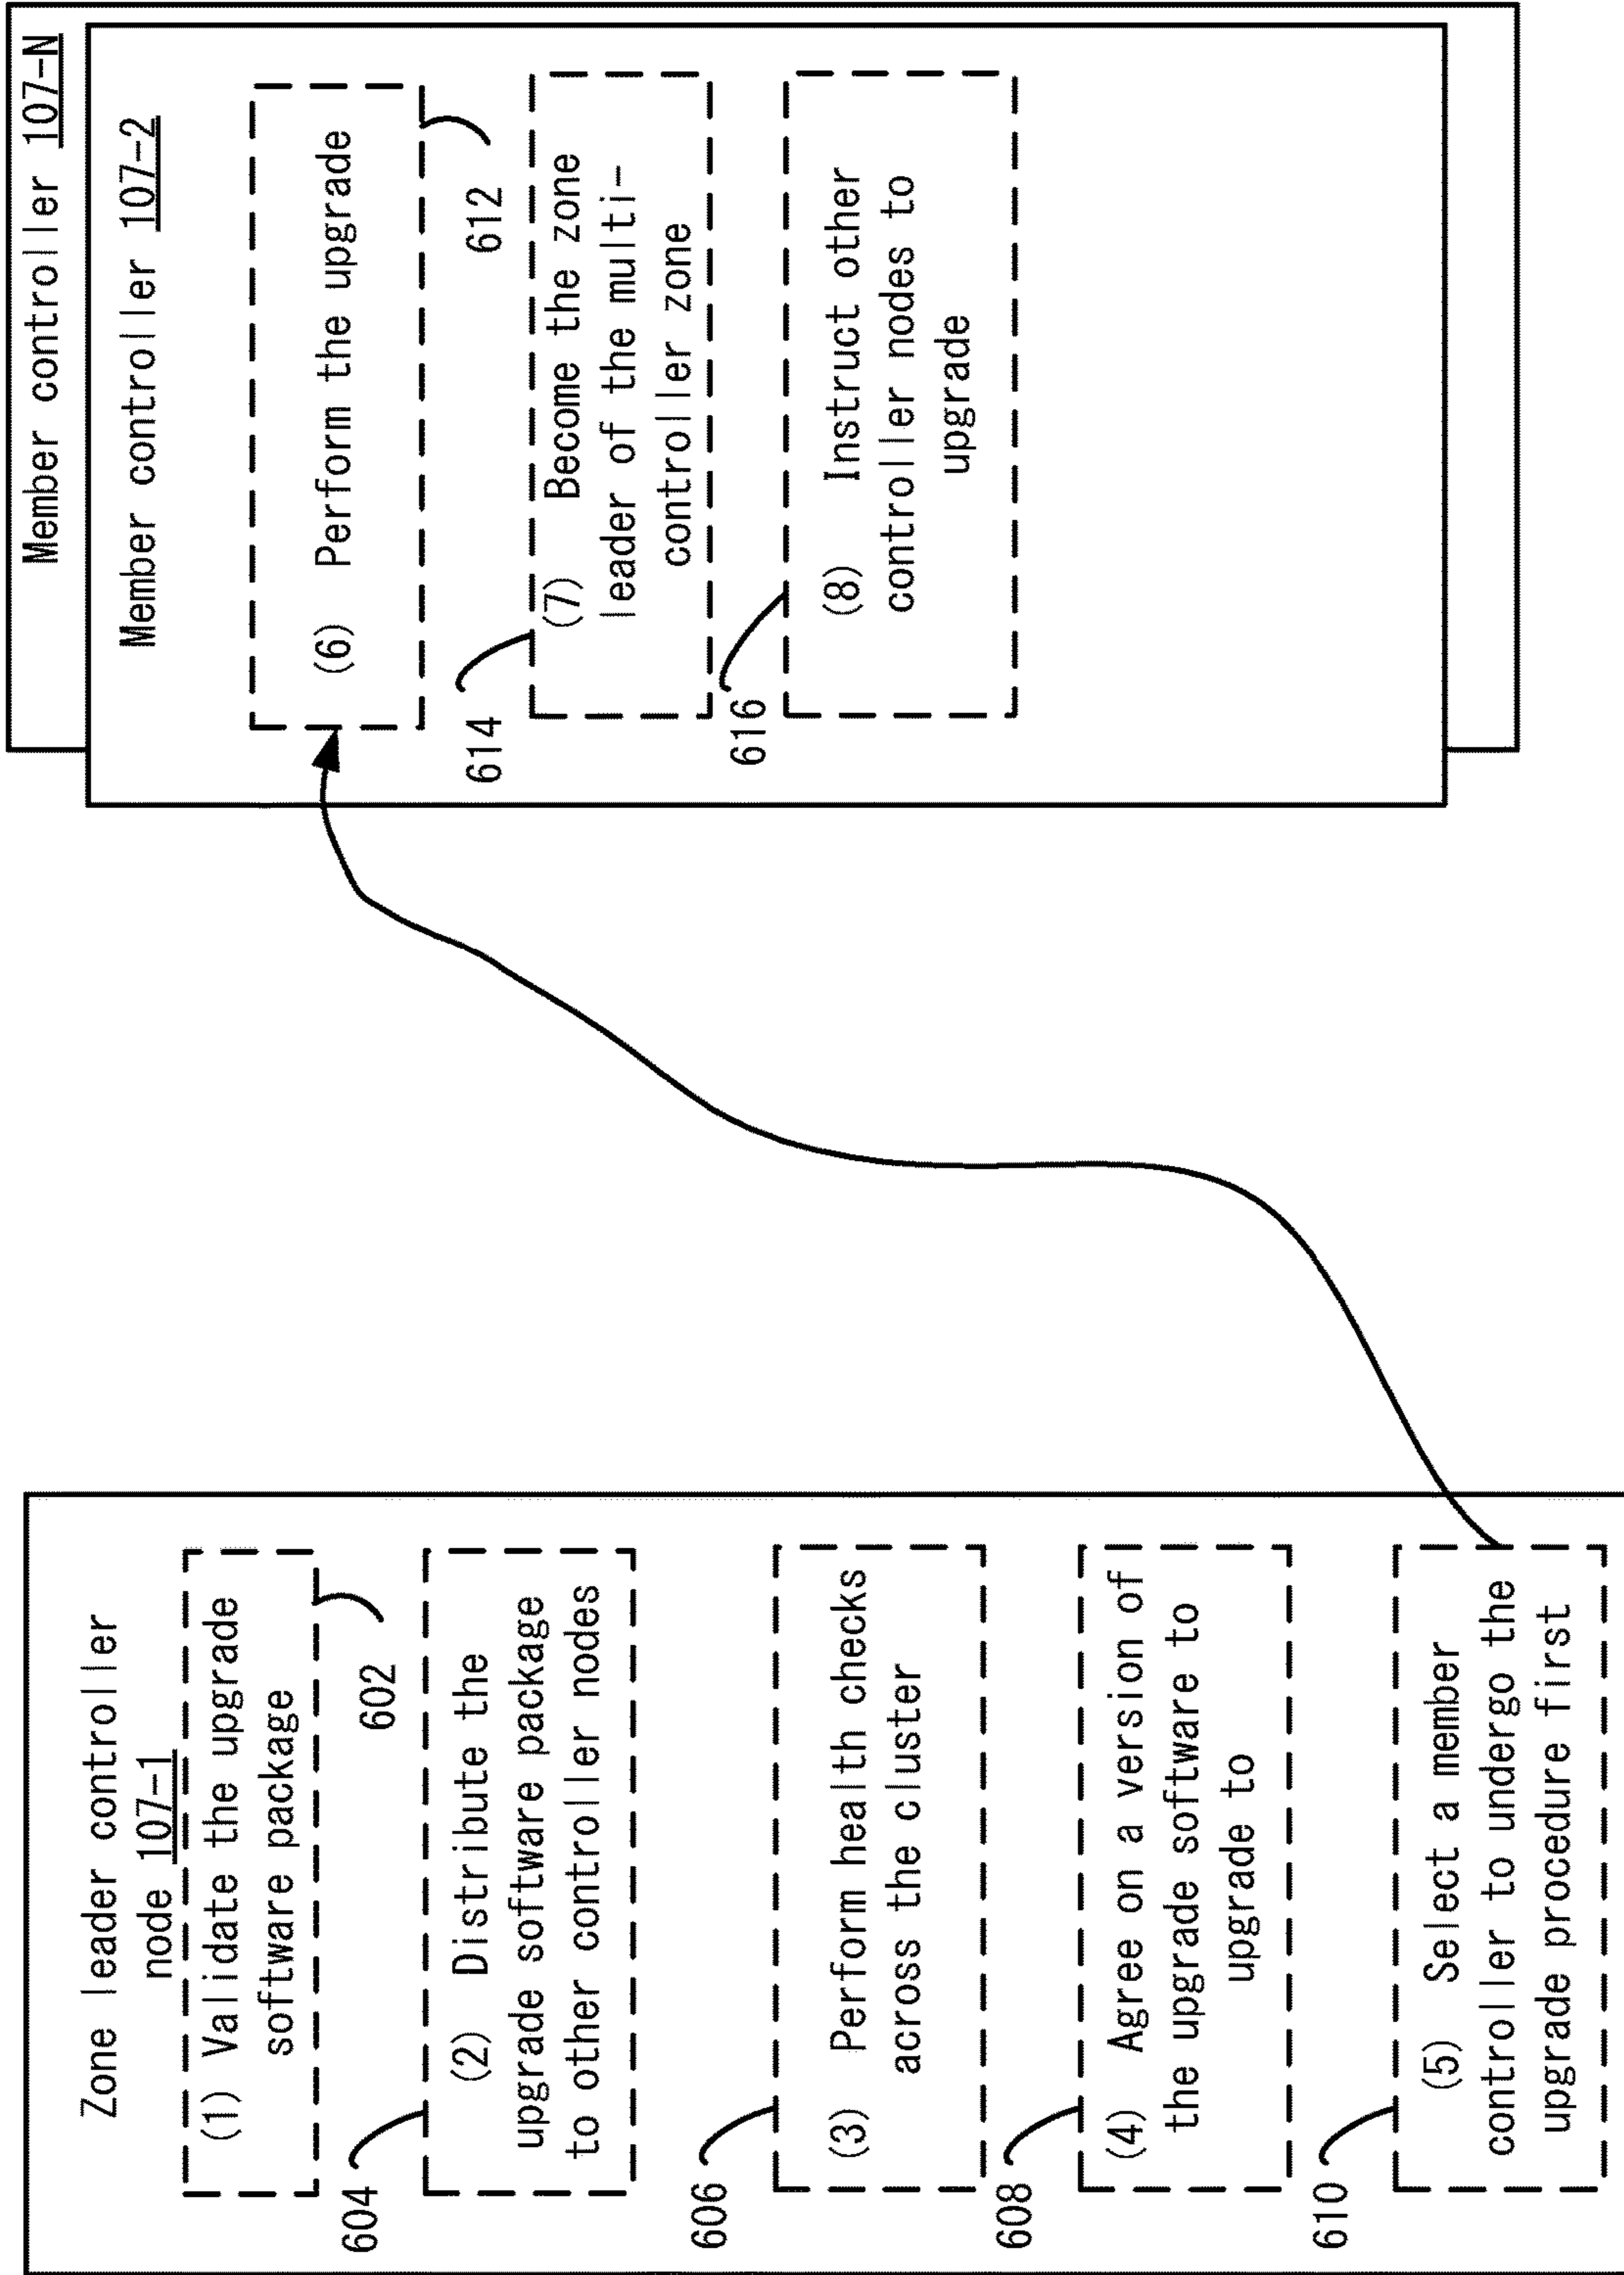 Zone leader controller
node 107-1
(1) Validate the upgrade
software package
602
604
(2) Distribute the
upgrade software package
to other controller nodes
606
(3) Perform health checks
across the cluster
608
(4) Agree on a version of
the upgrade software to
upgrade to
610
(5) Select a member
controller to undergo the
upgrade procedure first
Member controller 107-N
Member controller 107-2
(6) Perform the upgrade
612
614
(7) Become the zone
leader of the multi-
controller zone
616
(8) Instruct other
controller nodes to
upgrade